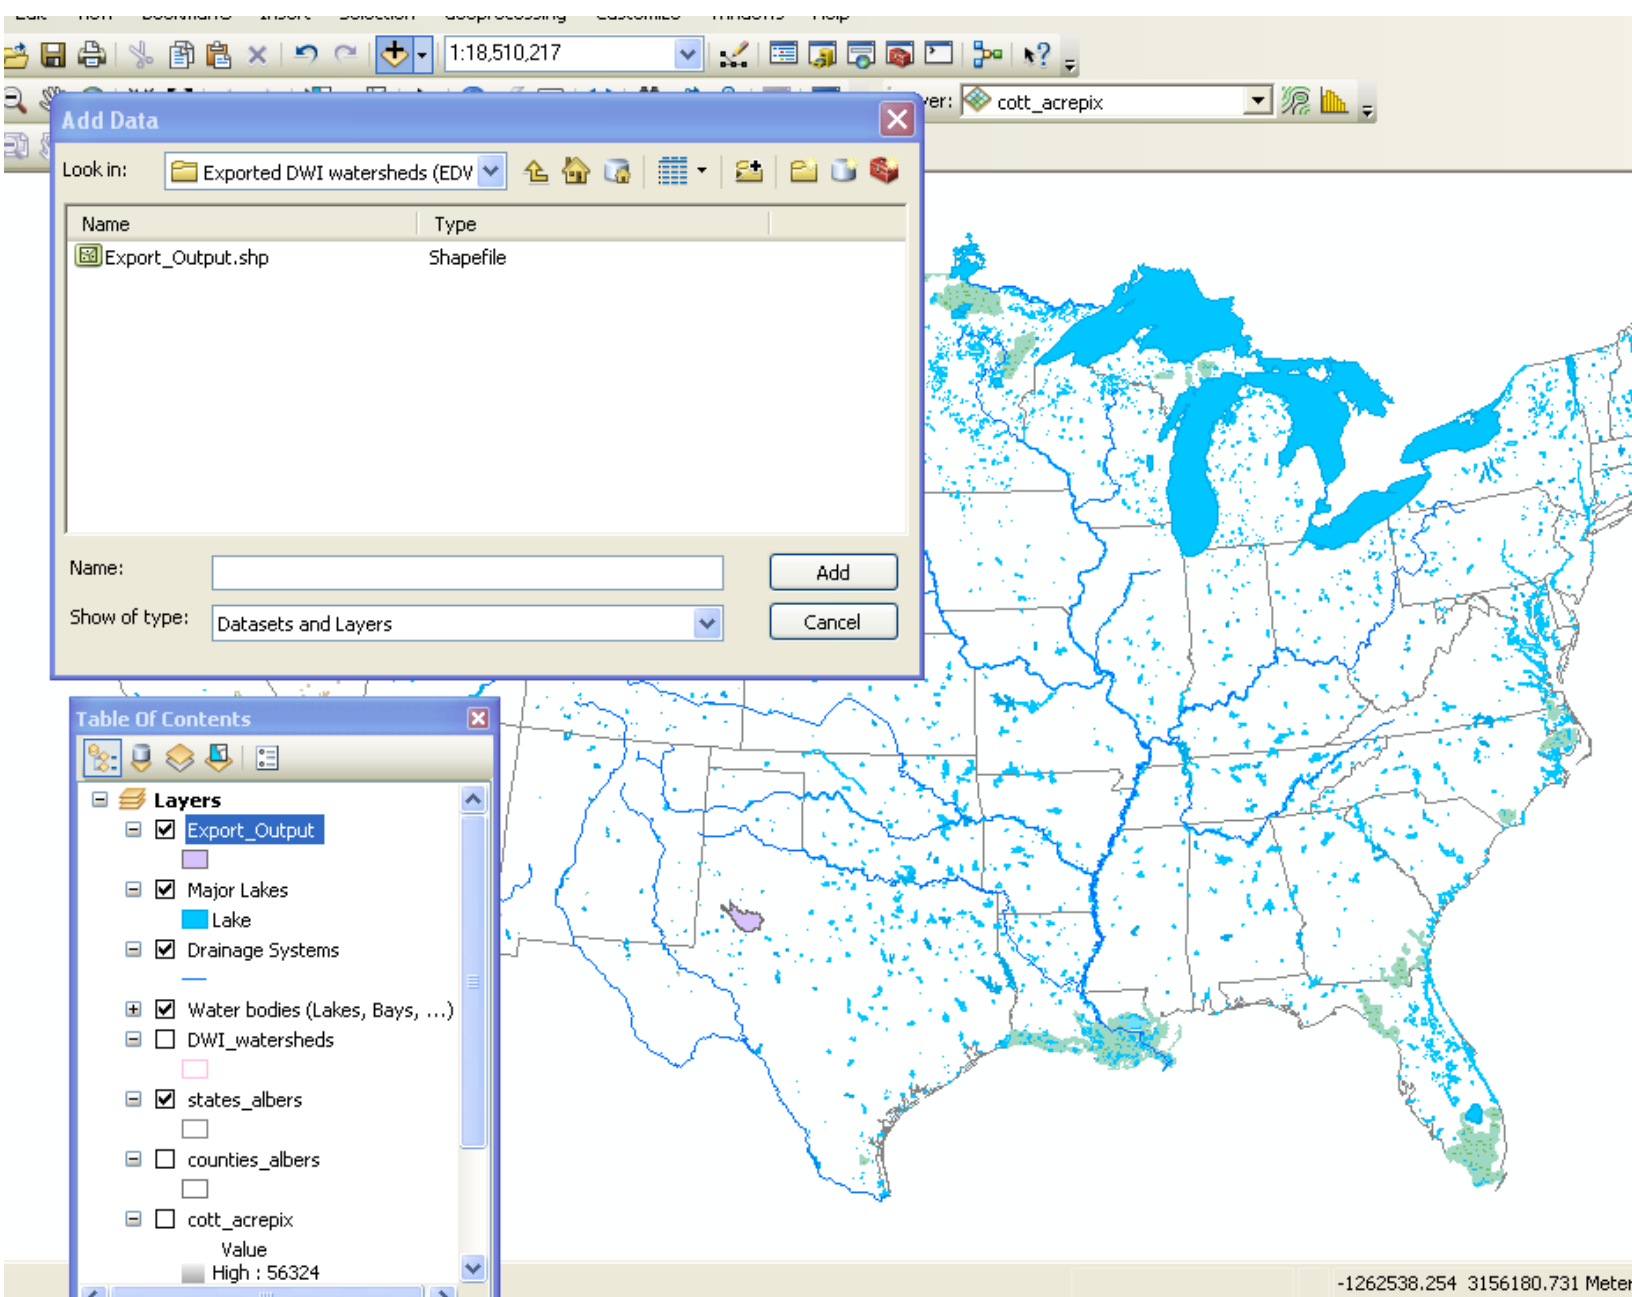 1:18,510,217
cott_acrepix
Add Data
Look in:
Exported DWI watersheds (EDW
Name
Type
Export_Output.shp
Shapefile
Name:
Add
Show of type:
Datasets and Layers
Cancel
Table Of Contents
Layers
Export_Output
Major Lakes
Lake
Drainage Systems
Water bodies (Lakes, Bays, ...)
DWI_watersheds
states_albers
counties_albers
cott_acrepix
Value
High : 56324
-1262538.254 3156180.731 Meter